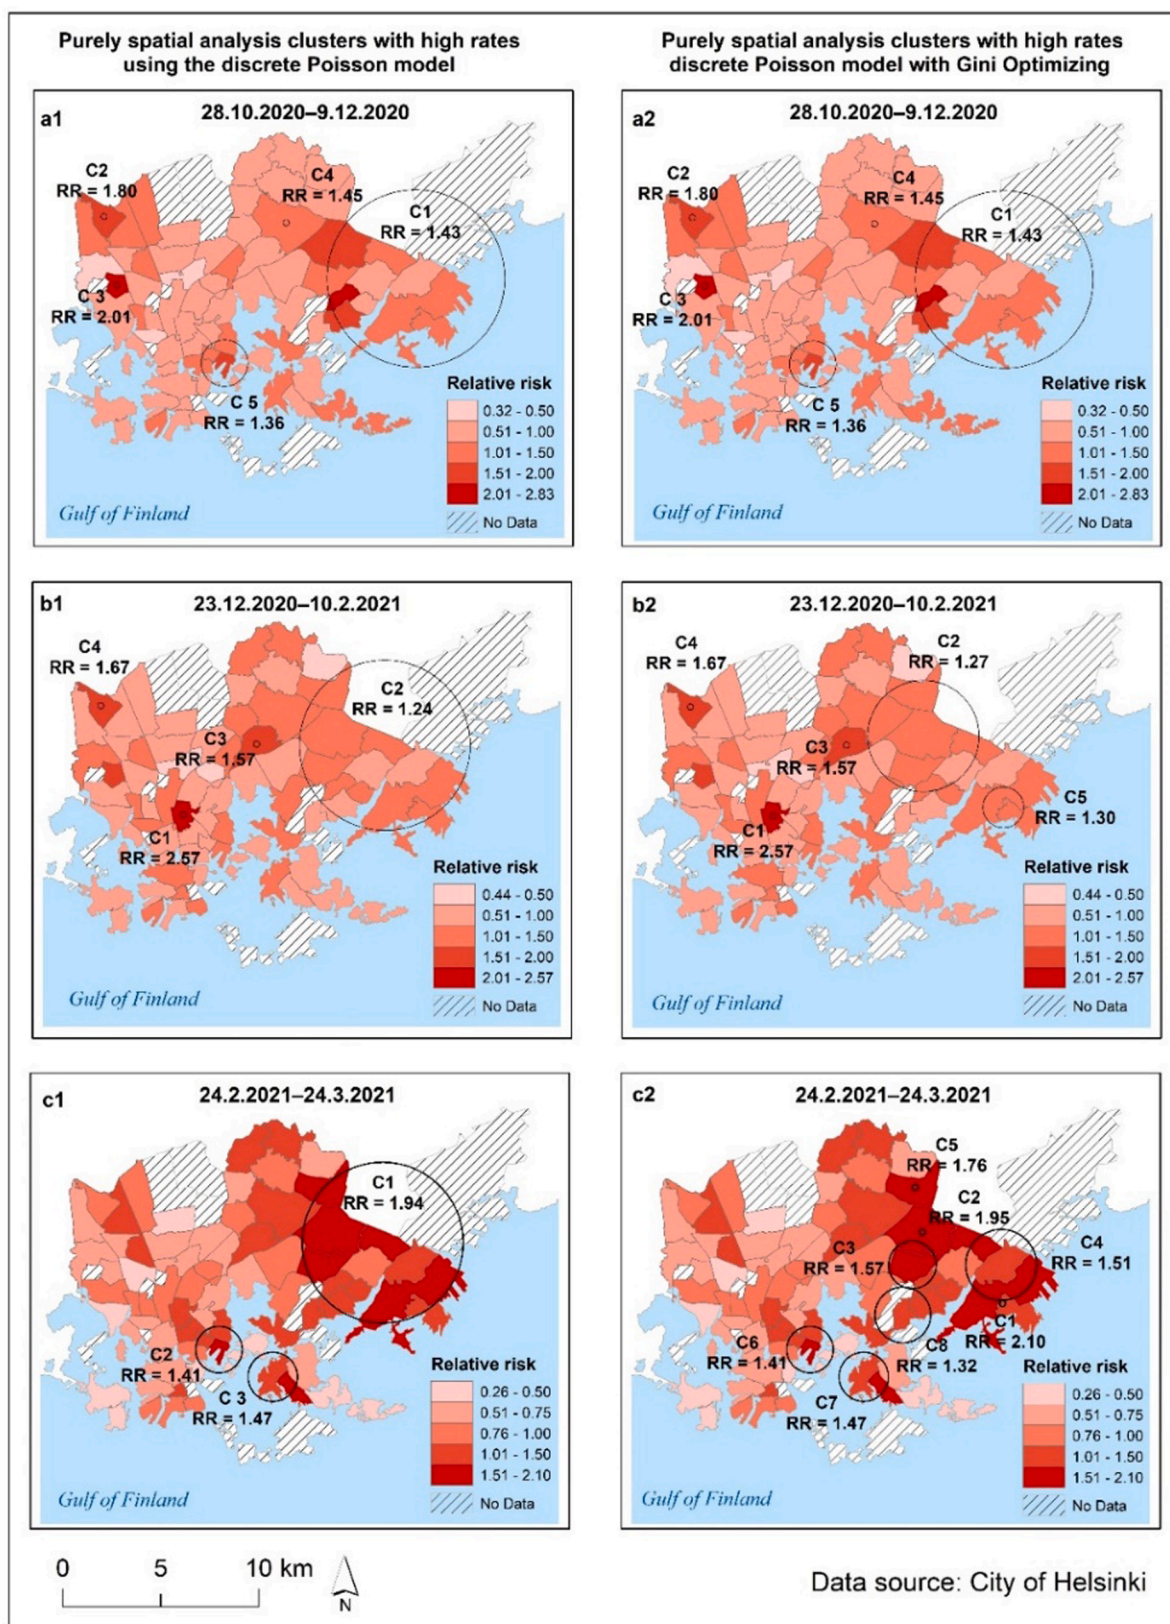 Purely spatial analysis clusters with high rates
using the discrete Poisson model
Purely spatial analysis clusters with high rates
discrete Poisson model with Gini Optimizing
a1
28.10.2020–9.12.2020
C2
RR = 1.80
C4
RR = 1.45
C1
RR = 1.43
C 3
RR = 2.01
C 5
RR = 1.36
Relative risk
0.32 - 0.50
0.51 - 1.00
1.01 - 1.50
1.51 - 2.00
2.01 - 2.83
No Data
Gulf of Finland
a2
28.10.2020–9.12.2020
C2
RR = 1.80
C4
RR = 1.45
C1
RR = 1.43
C 3
RR = 2.01
C 5
RR = 1.36
Relative risk
0.32 - 0.50
0.51 - 1.00
1.01 - 1.50
1.51 - 2.00
2.01 - 2.83
No Data
Gulf of Finland
b1
23.12.2020–10.2.2021
C4
RR = 1.67
C2
RR = 1.24
C3
RR = 1.57
C1
RR = 2.57
Relative risk
0.44 - 0.50
0.51 - 1.00
1.01 - 1.50
1.51 - 2.00
2.01 - 2.57
No Data
Gulf of Finland
b2
23.12.2020–10.2.2021
C4
RR = 1.67
C2
RR = 1.27
C3
RR = 1.57
C5
RR = 1.30
C1
RR = 2.57
Relative risk
0.44 - 0.50
0.51 - 1.00
1.01 - 1.50
1.51 - 2.00
2.01 - 2.57
No Data
Gulf of Finland
c1
24.2.2021–24.3.2021
C1
RR = 1.94
C2
RR = 1.41
C 3
RR = 1.47
Relative risk
0.26 - 0.50
0.51 - 0.75
0.76 - 1.00
1.01 - 1.50
1.51 - 2.10
No Data
Gulf of Finland
c2
24.2.2021–24.3.2021
C5
RR = 1.76
C2
RR = 1.95
C3
RR = 1.57
C4
RR = 1.51
C1
RR = 2.10
C6
RR = 1.41
C8
RR = 1.32
C7
RR = 1.47
Relative risk
0.26 - 0.50
0.51 - 0.75
0.76 - 1.00
1.01 - 1.50
1.51 - 2.10
No Data
Gulf of Finland
0 5 10 km
N
Data source: City of Helsinki